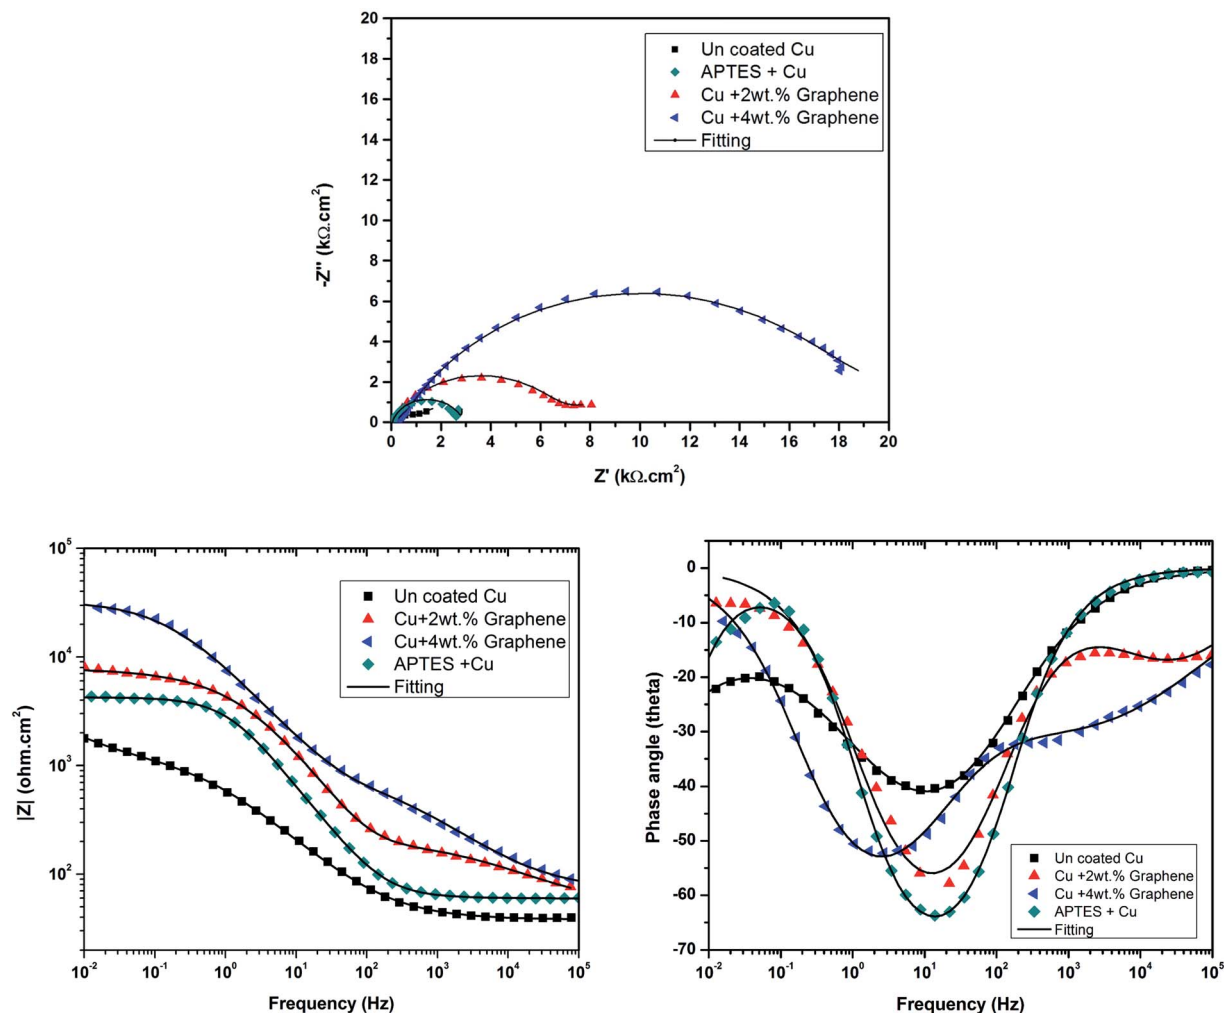 20
18
16
14
12
10
8
6
4
2
0
-Z" (kΩ.cm²)
Un coated Cu
APTES + Cu
Cu +2wt.% Graphene
Cu +4wt.% Graphene
Fitting
0 2 4 6 8 10 12 14 16 18 20
Z' (kΩ.cm²)
10⁵
10⁴
10³
10²
|Z| (ohm.cm²)
Un coated Cu
Cu+2wt.% Graphene
Cu+4wt.% Graphene
APTES +Cu
Fitting
10⁻² 10⁻¹ 10⁰ 10¹ 10² 10³ 10⁴ 10⁵
Frequency (Hz)
0
-10
-20
-30
-40
-50
-60
-70
Phase angle (theta)
Un coated Cu
Cu +2wt.% Graphene
Cu +4wt.% Graphene
APTES + Cu
Fitting
10⁻² 10⁻¹ 10⁰ 10¹ 10² 10³ 10⁴ 10⁵
Frequency (Hz)